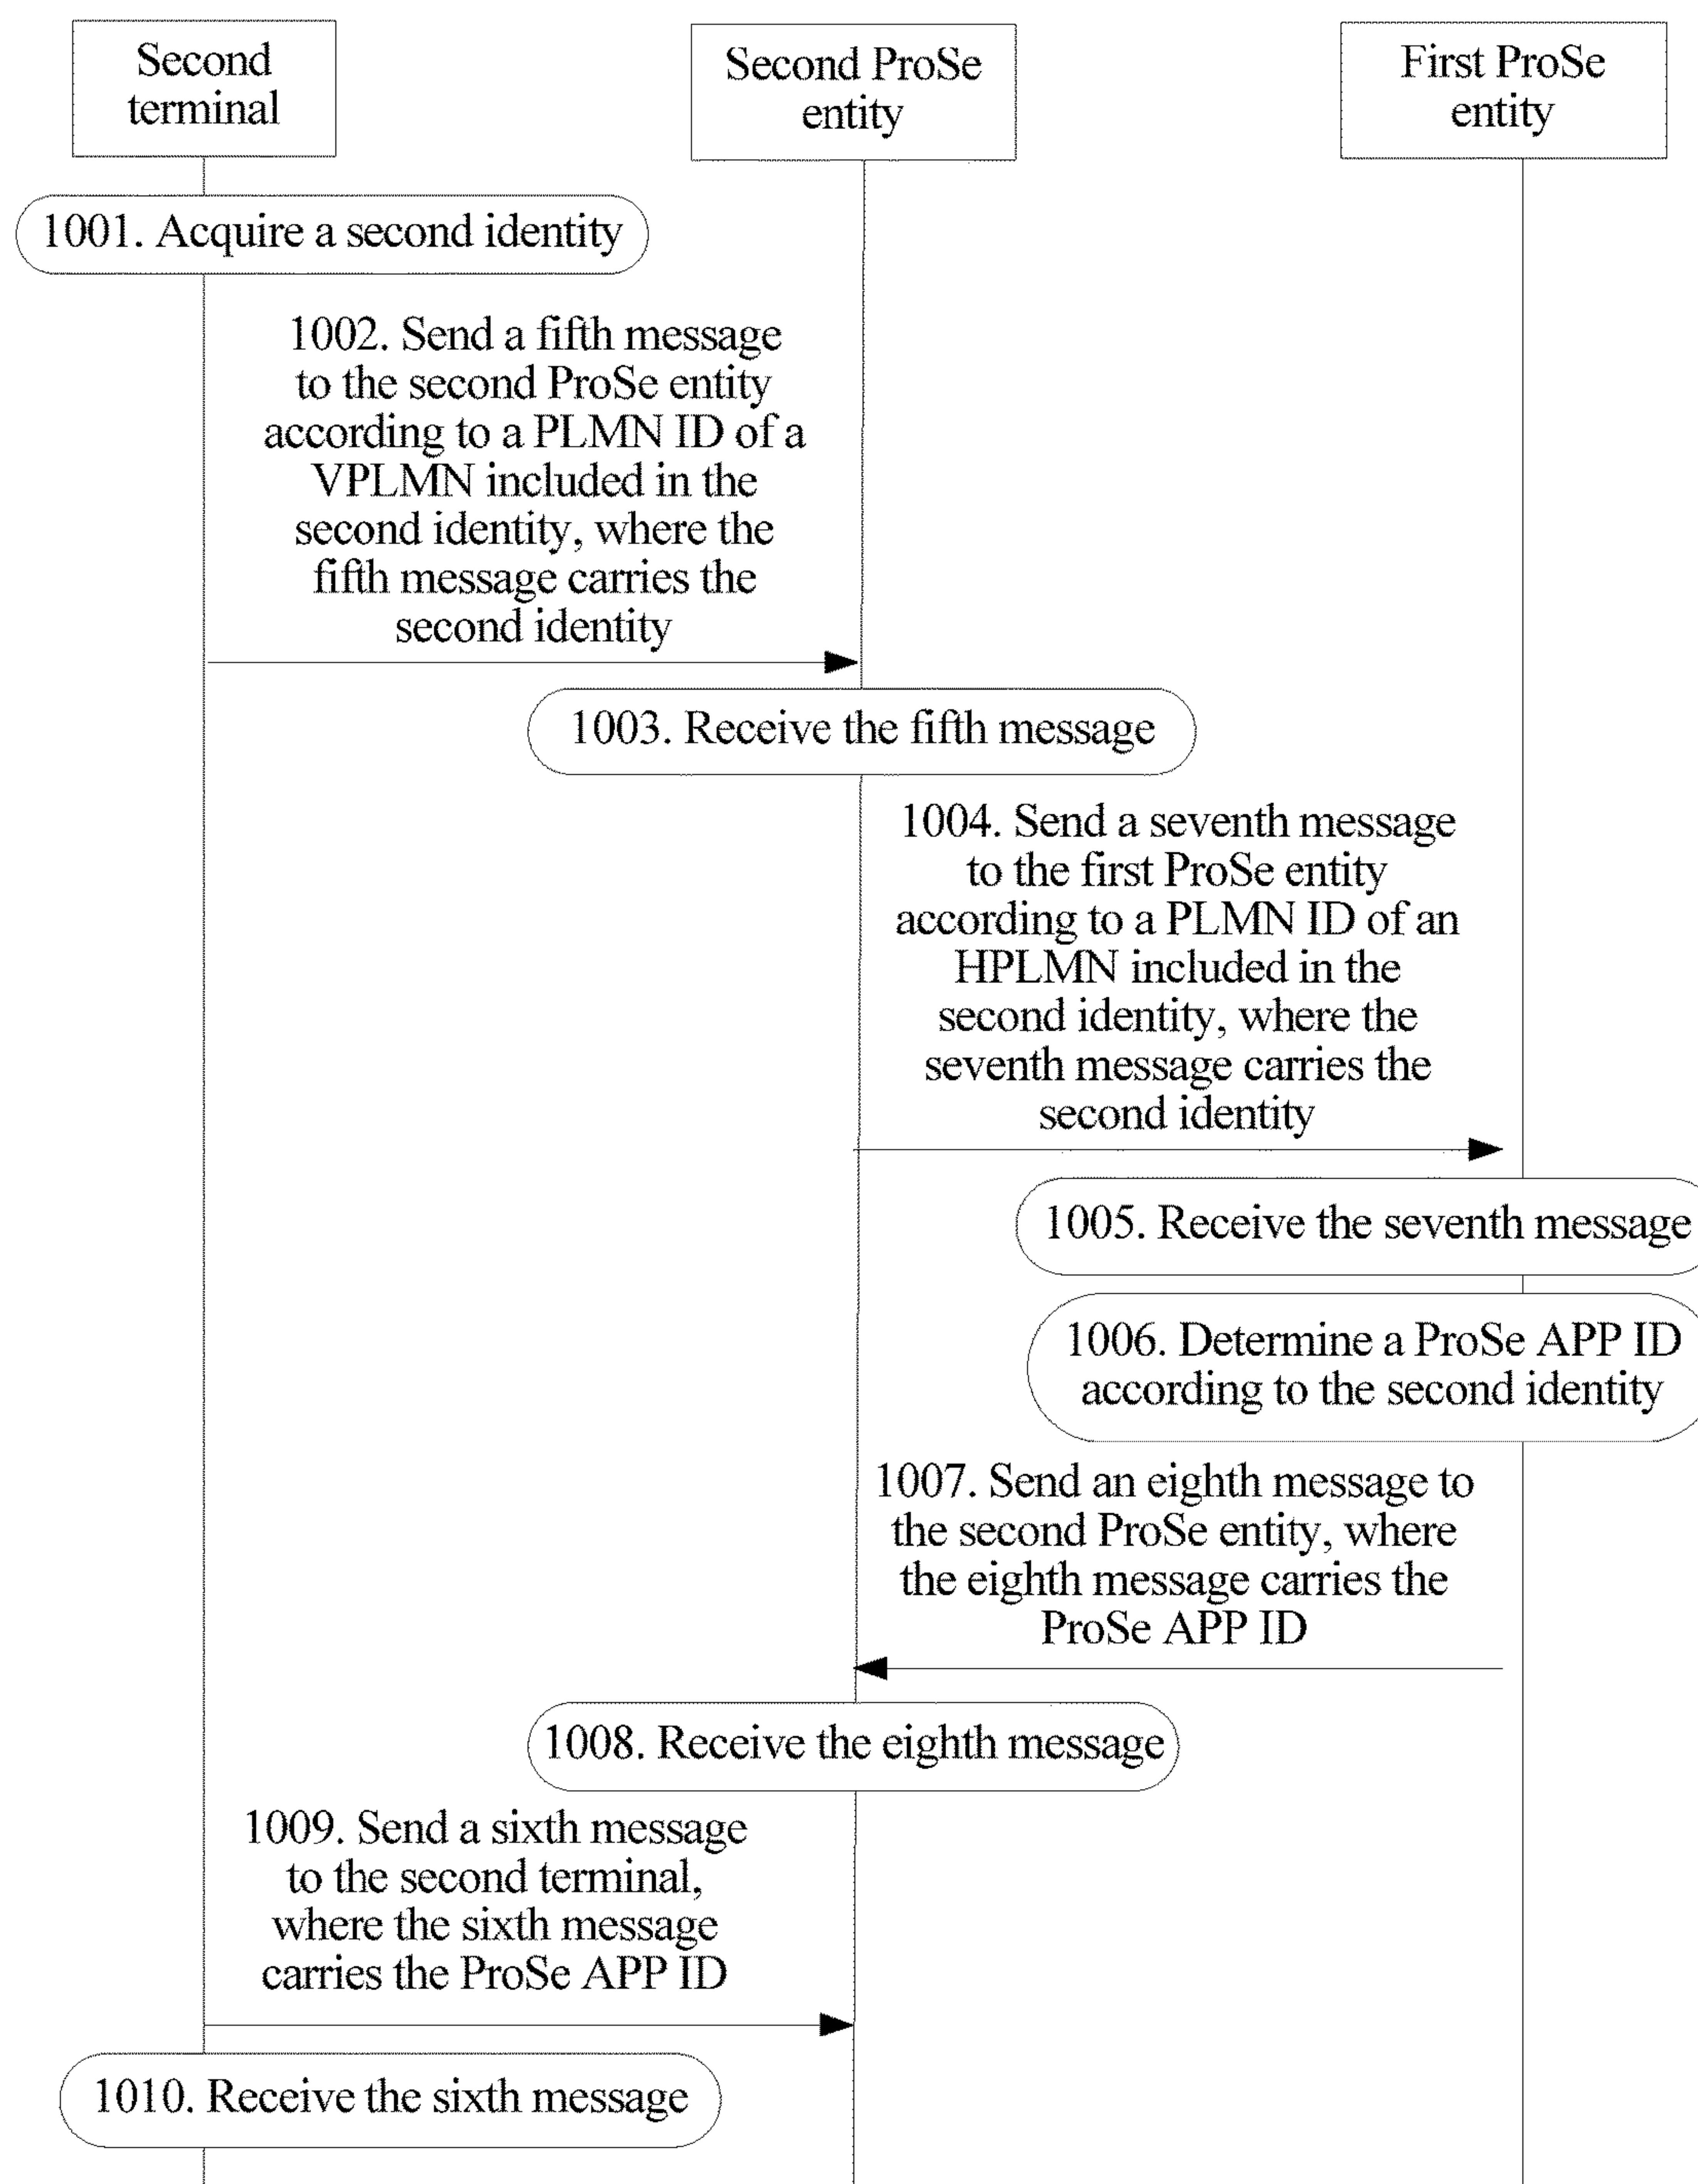 Second
terminal
Second ProSe
entity
First ProSe
entity
1001. Acquire a second identity
1002. Send a fifth message
to the second ProSe entity
according to a PLMN ID of a
VPLMN included in the
second identity, where the
fifth message carries the
second identity
1003. Receive the fifth message
1004. Send a seventh message
to the first ProSe entity
according to a PLMN ID of an
HPLMN included in the
second identity, where the
seventh message carries the
second identity
1005. Receive the seventh message
1006. Determine a ProSe APP ID
according to the second identity
1007. Send an eighth message to
the second ProSe entity, where
the eighth message carries the
ProSe APP ID
1008. Receive the eighth message
1009. Send a sixth message
to the second terminal,
where the sixth message
carries the ProSe APP ID
1010. Receive the sixth message